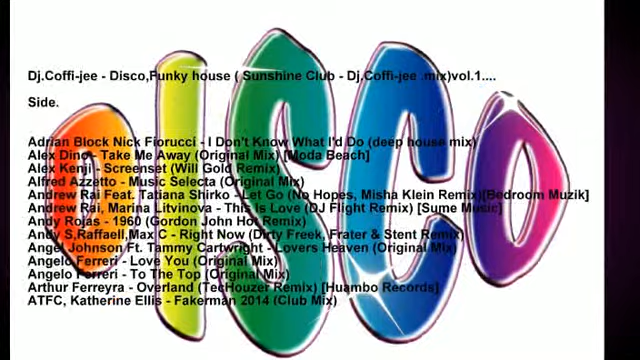 DISCO
Dj.Coffi-jee - Disco,Funky house ( Sunshine Club - Dj.Coffi-jee .mix)vol.1....
Side.
Adrian Block Nick Fiorucci - I Don't Know What I'd Do (deep house mix)
Alex Dino - Take Me Away (Original Mix) [Moda Beach]
Alex Kenji - Screenset (Will Gold Remix)
Alfred Azzetto - Music Selecta (Original Mix)
Andrew Rai Feat. Tatiana Shirko - Let Go (No Hopes, Misha Klein Remix)[Bedroom Muzik]
Andrew Rai, Marina Litvinova - This Is Love (DJ Flight Remix) [Sume Music]
Andy Rojas - 1960 (Gordon John Hot Remix)
Andy S,Raffaell,Max C - Right Now (Dirty Freek, Frater & Stent Remix)
Angel Johnson Ft. Tammy Cartwright - Lovers Heaven (Original Mix)
Angelo Ferreri - Love You (Original Mix)
Angelo Ferreri - To The Top (Original Mix)
Arthur Ferreyra - Overland (TecHouzer Remix) [Huambo Records]
ATFC, Katherine Ellis - Fakerman 2014 (Club Mix)